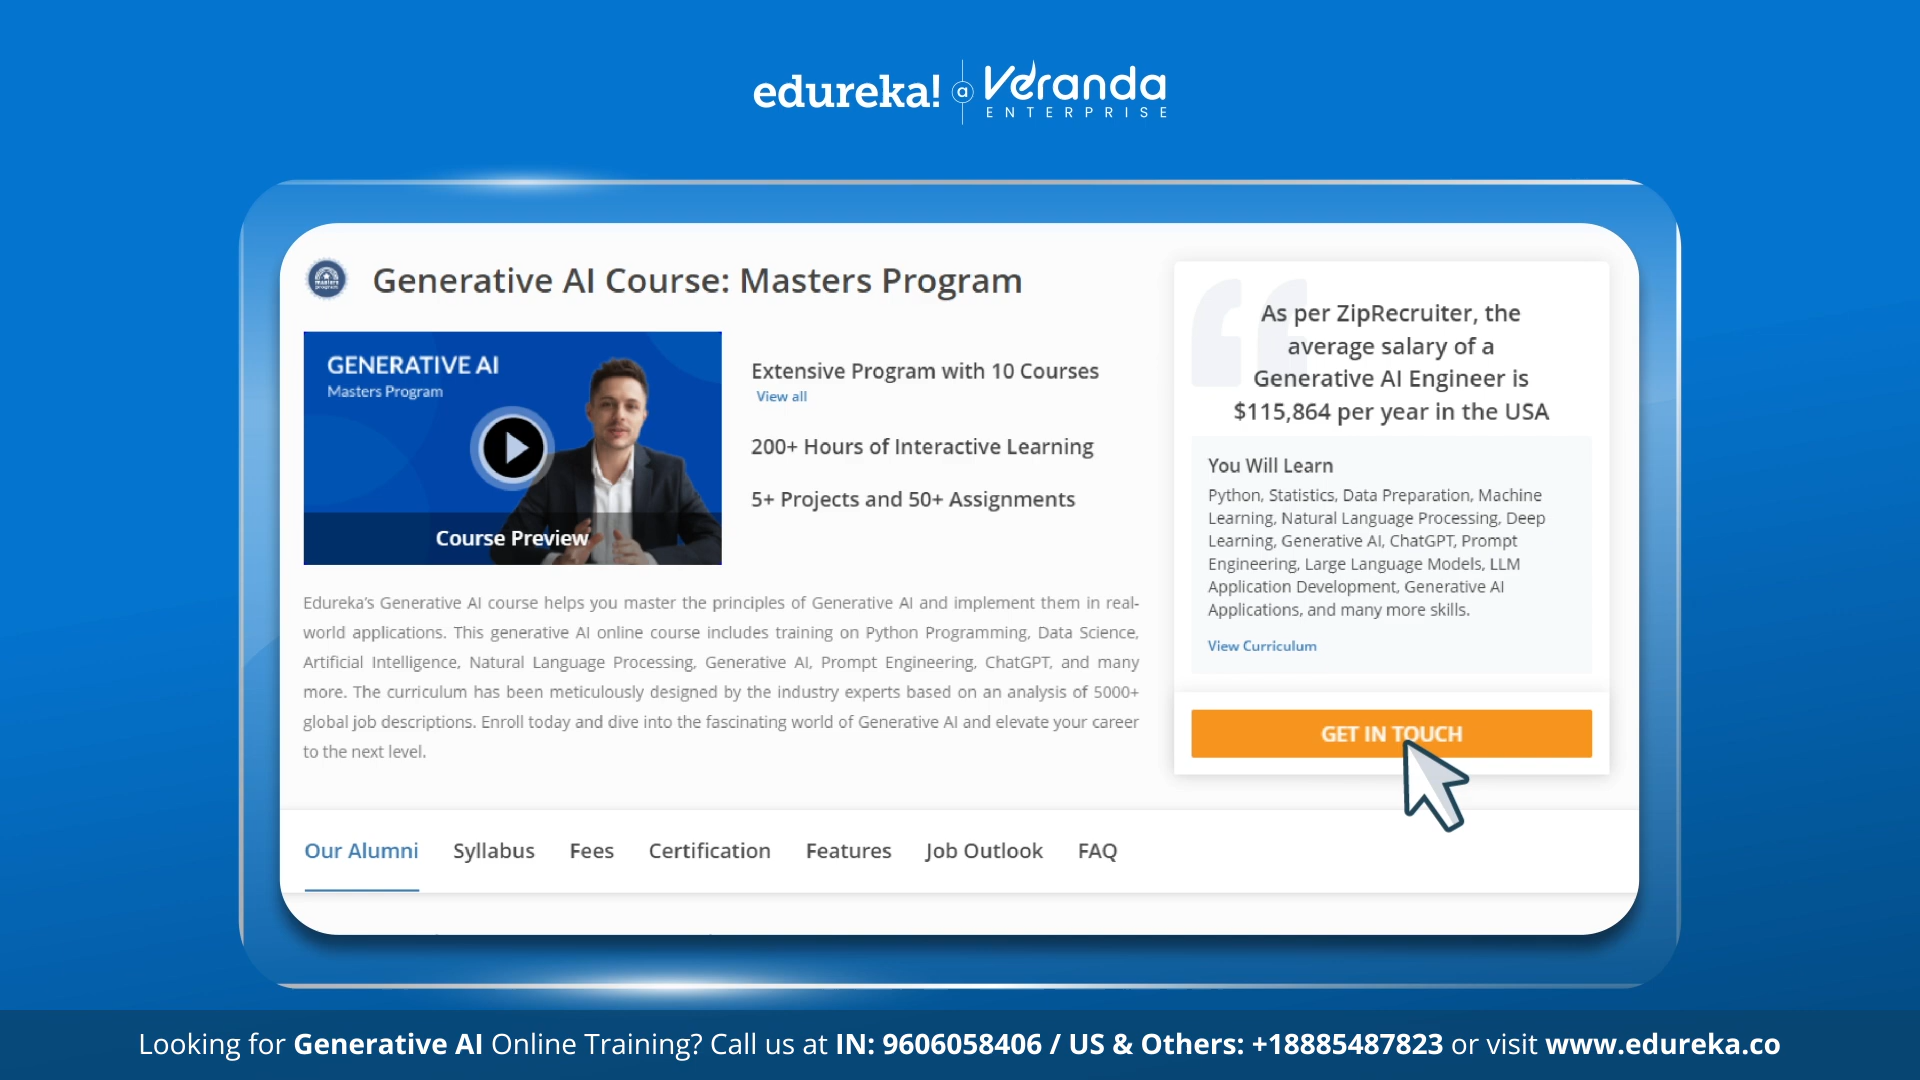 edureka! a Veranda
ENTERPRISE
masters
program
Generative AI Course: Masters Program
GENERATIVE AI
Masters Program
Course Preview
Extensive Program with 10 Courses
View all
200+ Hours of Interactive Learning
5+ Projects and 50+ Assignments
Edureka’s Generative AI course helps you master the principles of Generative AI and implement them in real-
world applications. This generative AI online course includes training on Python Programming, Data Science,
Artificial Intelligence, Natural Language Processing, Generative AI, Prompt Engineering, ChatGPT, and many
more. The curriculum has been meticulously designed by the industry experts based on an analysis of 5000+
global job descriptions. Enroll today and dive into the fascinating world of Generative AI and elevate your career
to the next level.
As per ZipRecruiter, the
average salary of a
Generative AI Engineer is
$115,864 per year in the USA
You Will Learn
Python, Statistics, Data Preparation, Machine
Learning, Natural Language Processing, Deep
Learning, Generative AI, ChatGPT, Prompt
Engineering, Large Language Models, LLM
Application Development, Generative AI
Applications, and many more skills.
View Curriculum
GET IN TOUCH
Our Alumni Syllabus Fees Certification Features Job Outlook FAQ
Looking for Generative AI Online Training? Call us at IN: 9606058406 / US & Others: +18885487823 or visit www.edureka.co